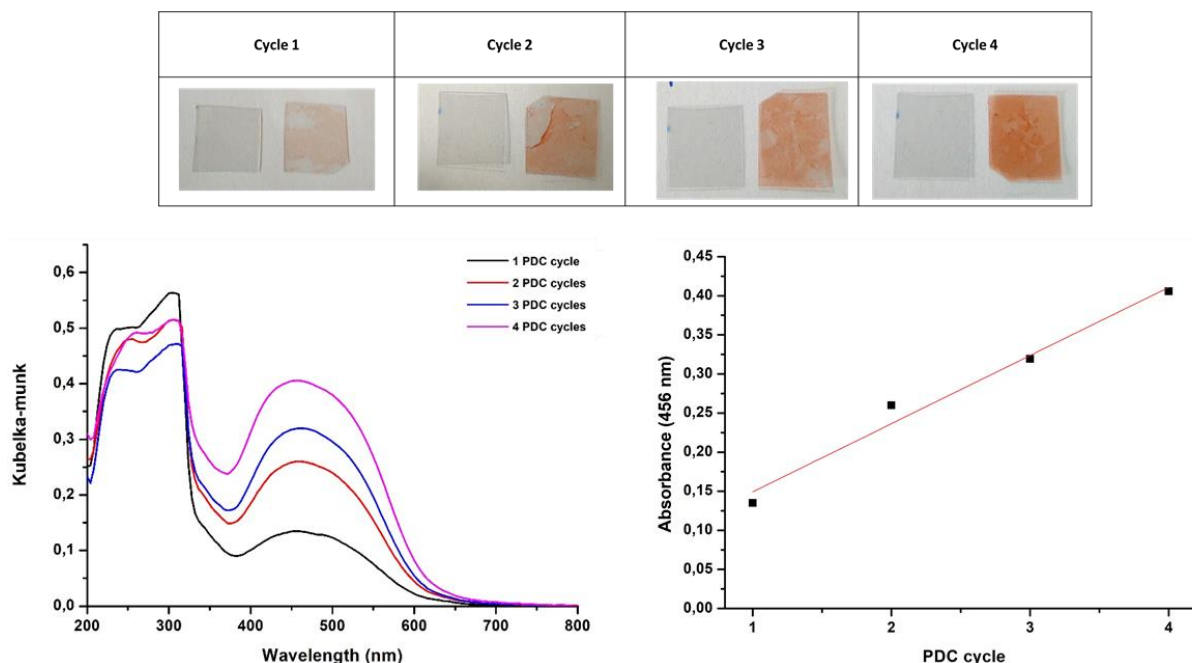 Cycle 1 Cycle 2 Cycle 3 Cycle 4
Kubelka-munk
0,6
0,5
0,4
0,3
0,2
0,1
0,0
200 300 400 500 600 700 800
Wavelength (nm)
1 PDC cycle
2 PDC cycles
3 PDC cycles
4 PDC cycles
Absorbance (456 nm)
0,45
0,40
0,35
0,30
0,25
0,20
0,15
0,10
0,05
0,00
1 2 3 4
PDC cycle